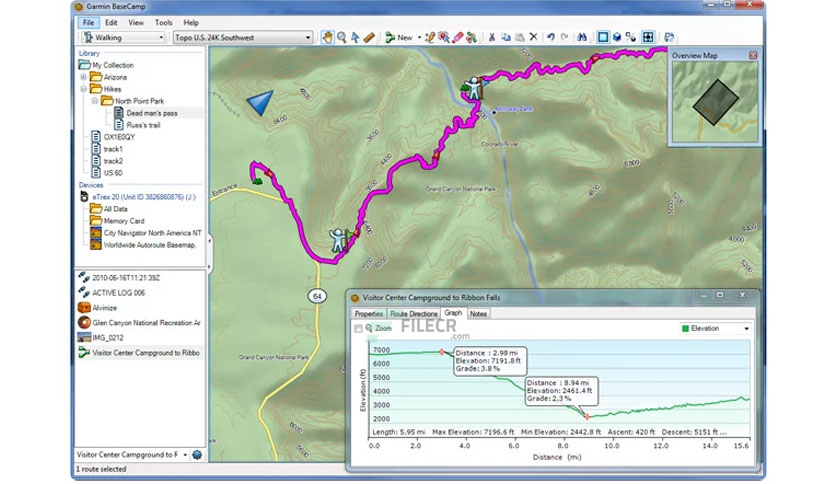 Garmin BaseCamp
File Edit View Tools Help
Walking
Topo U.S. 24K Southwest
New
Library
My Collection
Arizona
Hikes
North Point Park
Dead man's pass
Russ's trail
OX1E0QY
track1
track2
US 60
Devices
eTrex 20 (Unit ID 3826860876) (J:)
All Data
Memory Card
City Navigator North America NT
Worldwide Autoroute Basemap,
2010-06-16T11:21:39Z
ACTIVE LOG 006
Alvinize
Glen Canyon National Recreation Ar
IMG_0212
Visitor Center Campground to Ribbo
Visitor Center Campground to F
1 route selected
Overview Map
Colorado River
Grand Canyon National Park
Entrance
64
Grand Canyon National Park
Visitor Center Campground to Ribbon Falls
Properties Route Directions Graph Notes
Zoom
FILECR
.com
Elevation
Elevation (ft)
7000
6000
5000
4000
3000
2000
Distance : 2.98 mi
Elevation: 7191.8 ft
Grade: 3.8 %
Distance : 8.94 mi
Elevation: 2461.4 ft
Grade: 2.3 %
Length: 5.95 mi Max Elevation: 7196.6 ft Min Elevation: 2442.8 ft Ascent: 420 ft Descent: 5151 ft ...
0.0 2.0 4.0 6.0 8.0 10.0 12.0 14.0 15.6
Distance (mi)